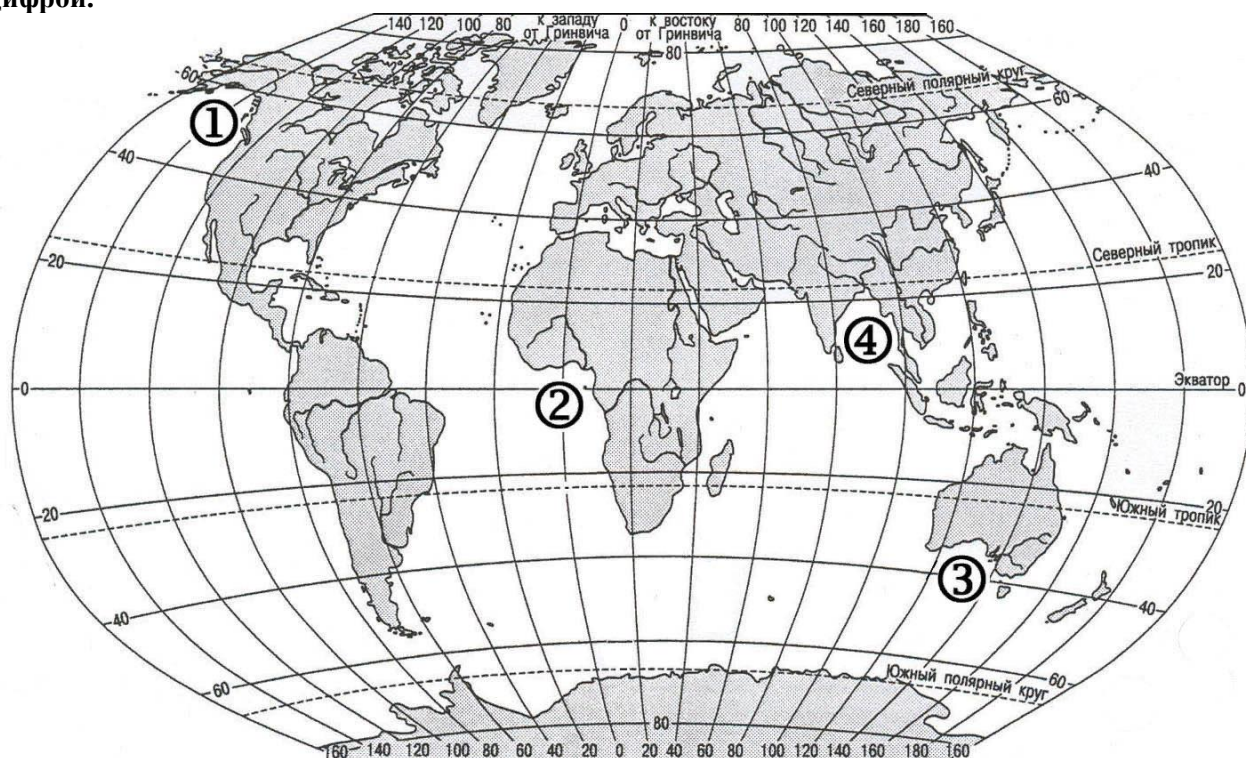 цифрой.
140 120 100 80 к западу от Гринвича 0 к востоку от Гринвича 80 100 120 140 160
80
Северный полярный круг
60 60
①
40 40
Северный тропик
20 20
④
Экватор
0 0
②
20 20
Южный тропик
③
40 40
Южный полярный круг
60 60
80
160 140 120 100 80 60 40 20 0 20 40 60 80 100 120 140 160 180 160